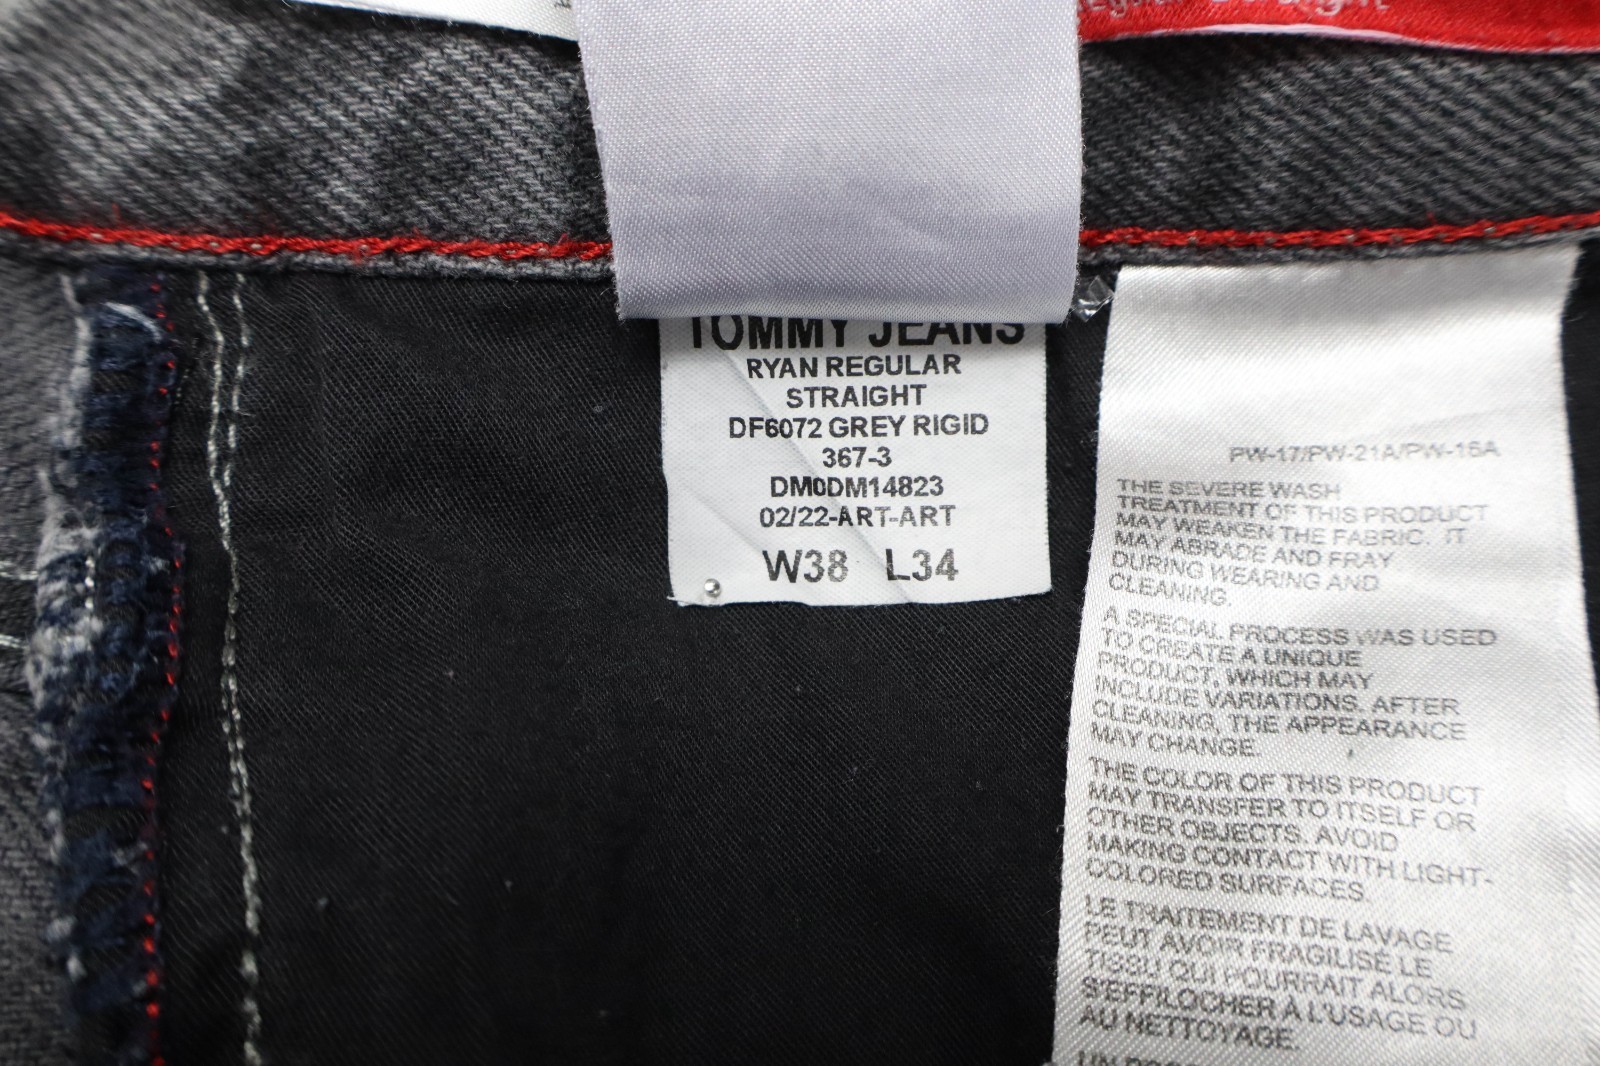 TOMMY JEANS
RYAN REGULAR
STRAIGHT
DF6072 GREY RIGID
367-3
DM0DM14823
02/22-ART-ART
W38 L34
PW-17/PW-21A/PW-16A
THE SEVERE WASH
TREATMENT OF THIS PRODUCT
MAY WEAKEN THE FABRIC. IT
MAY ABRADE AND FRAY
DURING WEARING AND
CLEANING.
A SPECIAL PROCESS WAS USED
TO CREATE A UNIQUE
PRODUCT, WHICH MAY
INCLUDE VARIATIONS. AFTER
CLEANING, THE APPEARANCE
MAY CHANGE.
THE COLOR OF THIS PRODUCT
MAY TRANSFER TO ITSELF OR
OTHER OBJECTS. AVOID
MAKING CONTACT WITH LIGHT-
COLORED SURFACES.
LE TRAITEMENT DE LAVAGE
PEUT AVOIR FRAGILISÉ LE
TISSU QUI POURRAIT ALORS
S'EFFILOCHER À L'USAGE OU
AU NETTOYAGE.